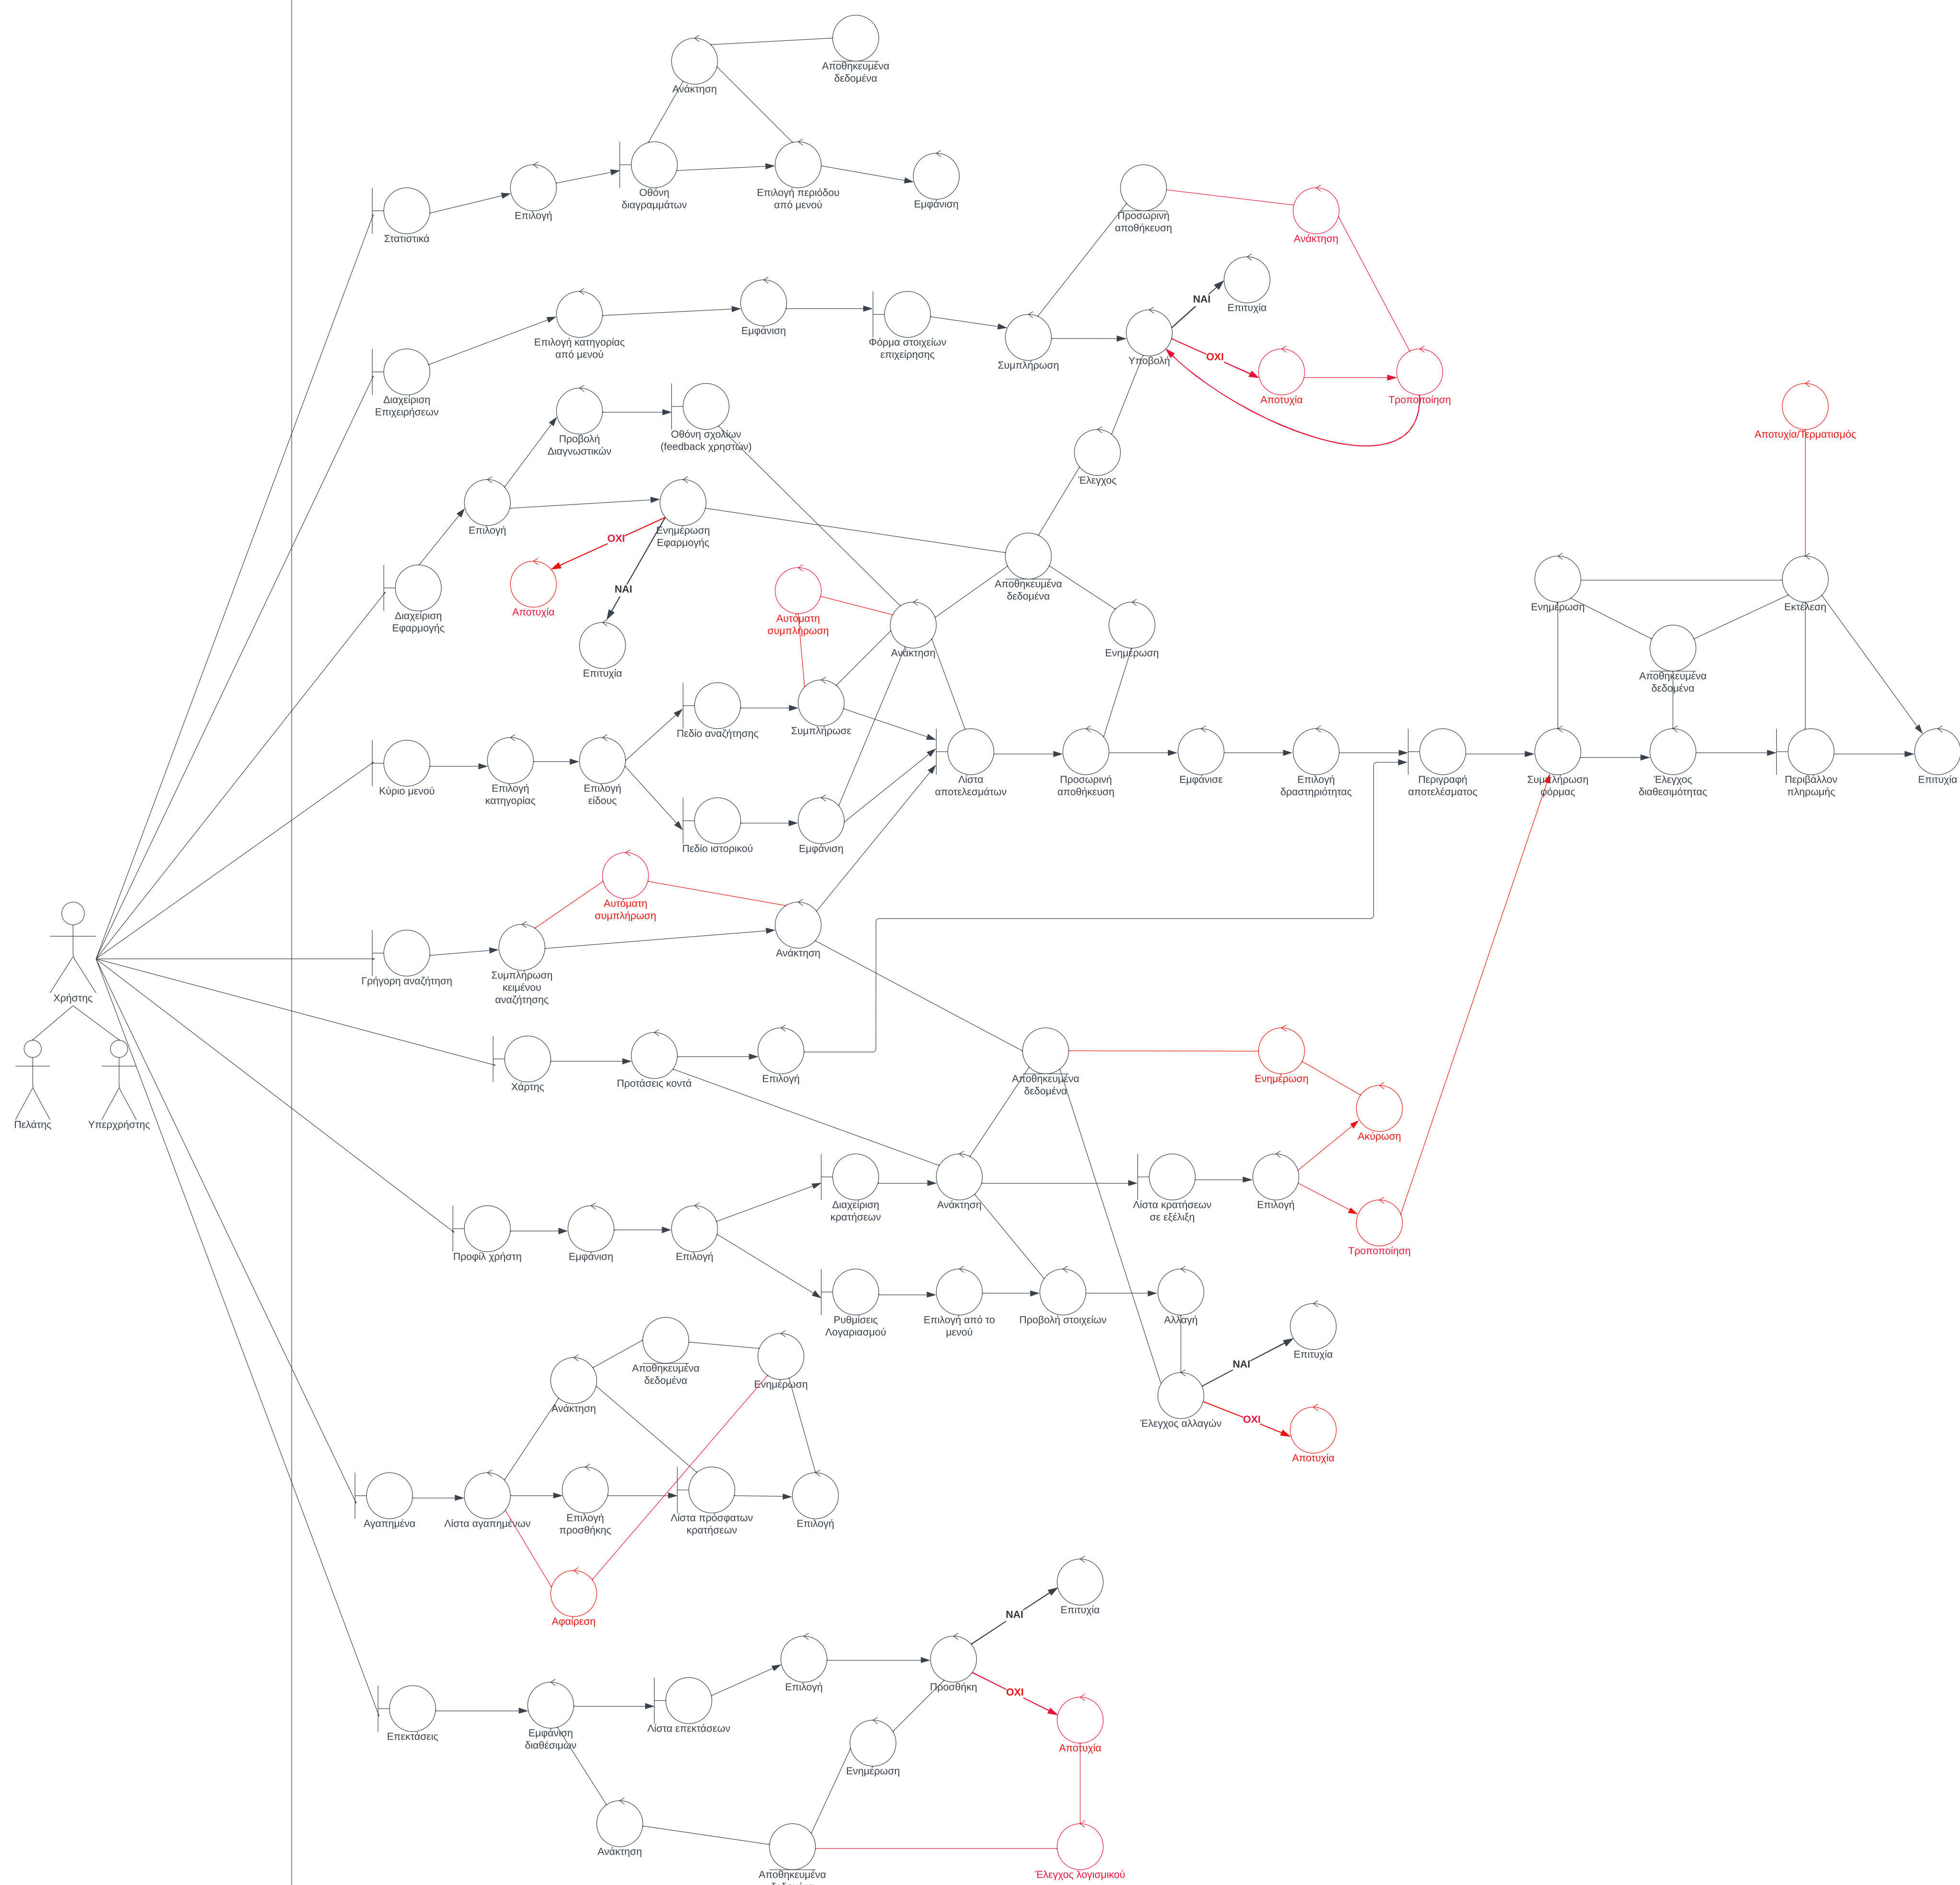 Αποθηκευμένα
δεδομένα
Ανάκτηση
Οθόνη
διαγραμμάτων
Επιλογή περιόδου
από μενού
Εμφάνιση
Επιλογή
Στατιστικά
Προσωρινή
αποθήκευση
Ανάκτηση
ΝΑΙ
Επιτυχία
Επιλογή κατηγορίας
από μενού
Εμφάνιση
Φόρμα στοιχείων
επιχείρησης
Συμπλήρωση
Υποβολή
ΟΧΙ
Αποτυχία
Τροποποίηση
Διαχείριση
Επιχειρήσεων
Προβολή
Διαγνωστικών
Οθόνη σχολίων
(feedback χρηστών)
Αποτυχία/Τερματισμός
Έλεγχος
Επιλογή
Ενημέρωση
Εφαρμογής
ΟΧΙ
Αποτυχία
ΝΑΙ
Επιτυχία
Αποθηκευμένα
δεδομένα
Διαχείριση
Εφαρμογής
Αυτόματη
συμπλήρωση
Ανάκτηση
Ενημέρωση
Ενημέρωση
Εκτέλεση
Αποθηκευμένα
δεδομένα
Πεδίο αναζήτησης
Συμπλήρωσε
Κύριο μενού
Επιλογή
κατηγορίας
Επιλογή
είδους
Λίστα
αποτελεσμάτων
Προσωρινή
αποθήκευση
Εμφάνισε
Επιλογή
δραστηριότητας
Περιγραφή
αποτελέσματος
Συμπλήρωση
φόρμας
Έλεγχος
διαθεσιμότητας
Περιβάλλον
πληρωμής
Επιτυχία
Πεδίο ιστορικού
Εμφάνιση
Αυτόματη
συμπλήρωση
Ανάκτηση
Γρήγορη αναζήτηση
Συμπλήρωση
κειμένου
αναζήτησης
Χρήστης
Πελάτης
Υπερχρήστης
Χάρτης
Προτάσεις κοντά
Επιλογή
Αποθηκευμένα
δεδομένα
Ενημέρωση
Ακύρωση
Διαχείριση
κρατήσεων
Ανάκτηση
Λίστα κρατήσεων
σε εξέλιξη
Επιλογή
Τροποποίηση
Προφίλ χρήστη
Εμφάνιση
Επιλογή
Ρυθμίσεις
Λογαριασμού
Επιλογή από το
μενού
Προβολή στοιχείων
Αλλαγή
ΝΑΙ
Επιτυχία
Έλεγχος αλλαγών
ΟΧΙ
Αποτυχία
Αποθηκευμένα
δεδομένα
Ενημέρωση
Ανάκτηση
Αγαπημένα
Λίστα αγαπημένων
Επιλογή
προσθήκης
Λίστα πρόσφατων
κρατήσεων
Επιλογή
Αφαίρεση
ΝΑΙ
Επιτυχία
Επιλογή
Προσθήκη
ΟΧΙ
Αποτυχία
Επεκτάσεις
Εμφάνιση
διαθέσιμων
Λίστα επεκτάσεων
Ενημέρωση
Ανάκτηση
Αποθηκευμένα
Έλεγχος λογισμικού